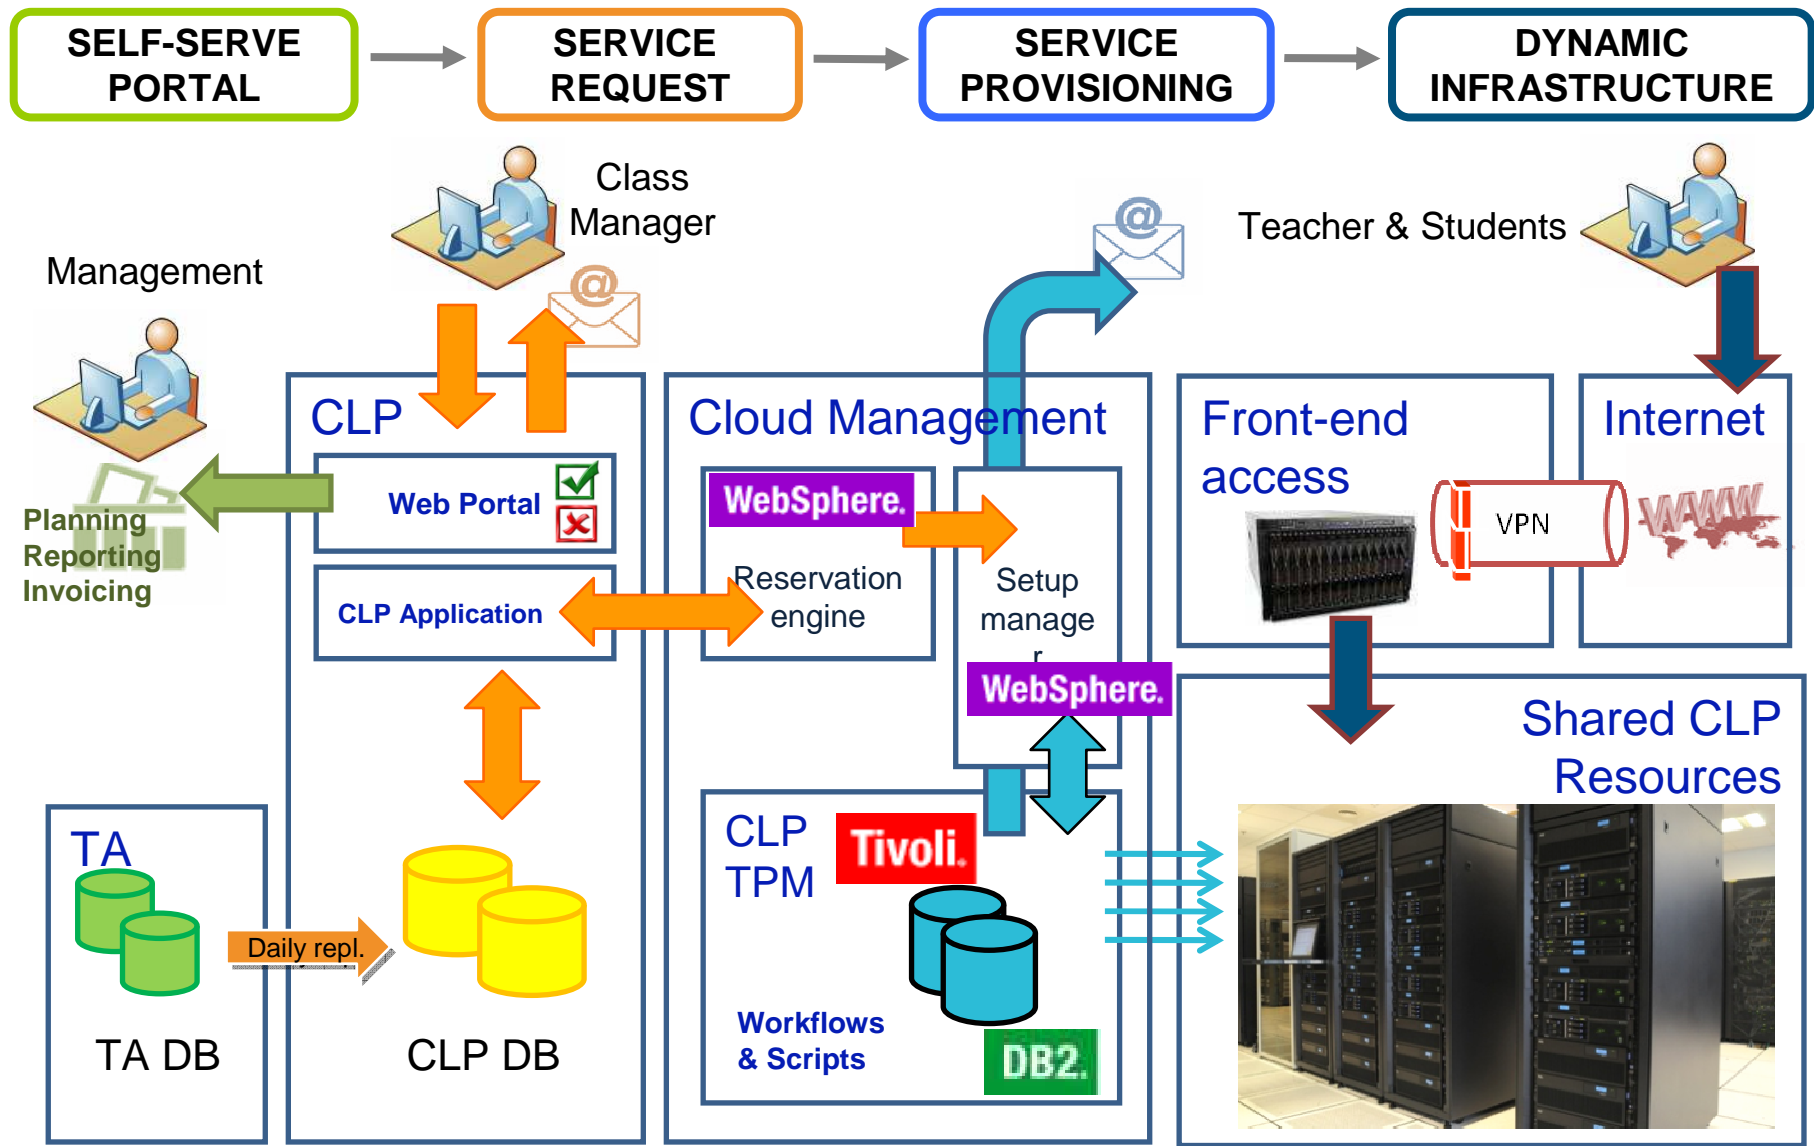 SELF-SERVE
PORTAL
SERVICE
REQUEST
SERVICE
PROVISIONING
DYNAMIC
INFRASTRUCTURE
Class
Manager
@
@
Teacher & Students
Management
CLP
Cloud Management
Front-end
access
Internet
Planning
Reporting
Invoicing
Web Portal
WebSphere.
VPN
WWW
Reservation
engine
Setup
manage
r
CLP Application
WebSphere.
Shared CLP
Resources
TA
CLP
TPM
Tivoli.
Daily repl.
Workflows
& Scripts
TA DB
CLP DB
DB2.